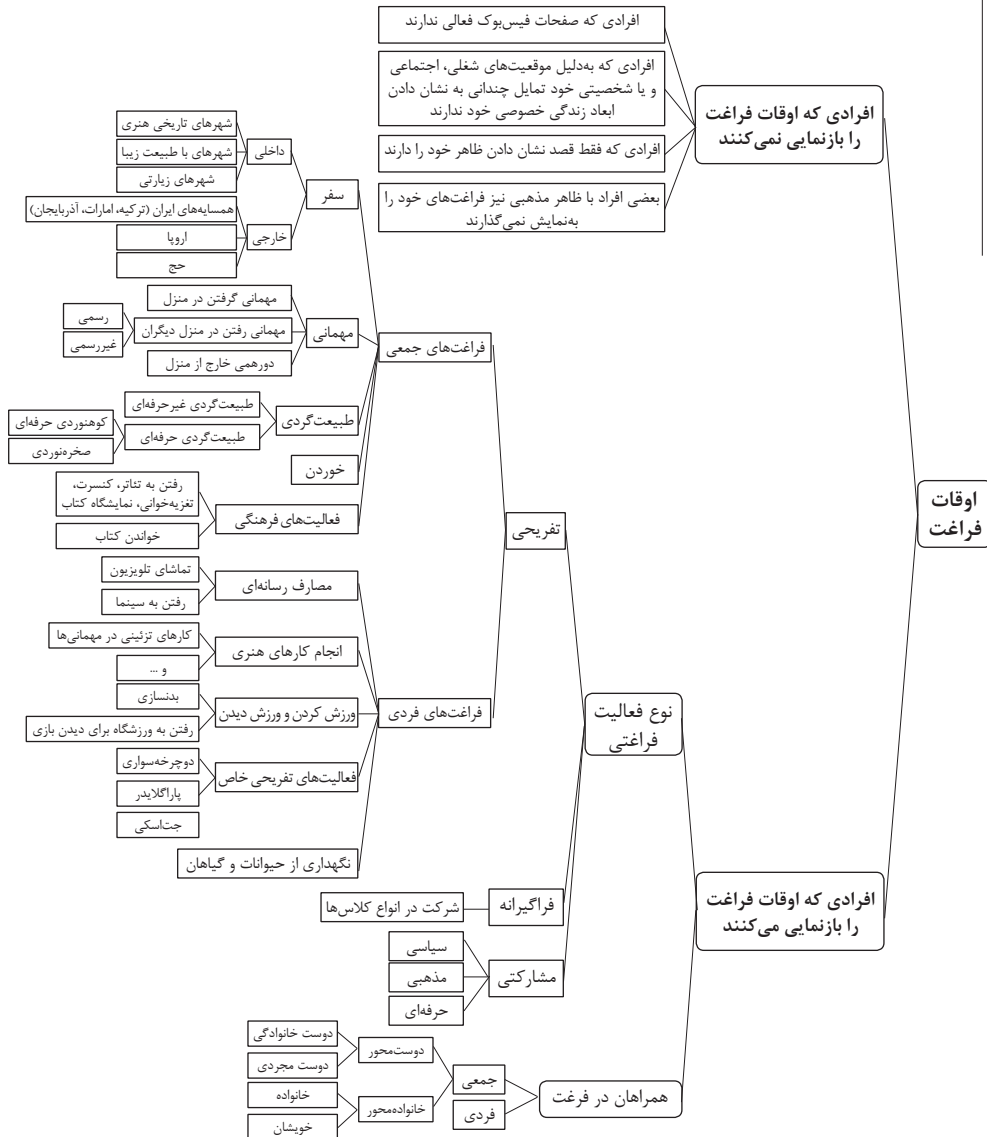 اوقات
فراغت
افرادی که اوقات فراغت
را بازنمایی نمی‌کنند
افرادی که صفحات فیس‌بوک فعالی ندارند
افرادی که به‌دلیل موقعیت‌های شغلی، اجتماعی
و یا شخصیتی خود تمایل چندانی به نشان دادن
ابعاد زندگی خصوصی خود ندارند
افرادی که فقط قصد نشان دادن ظاهر خود را دارند
بعضی افراد با ظاهر مذهبی نیز فراغت‌های خود را
به‌نمایش نمی‌گذارند
افرادی که اوقات فراغت
را بازنمایی می‌کنند
نوع فعالیت
فراغتی
تفریحی
فراغت‌های جمعی
سفر
داخلی
شهرهای تاریخی هنری
شهرهای با طبیعت زیبا
شهرهای زیارتی
خارجی
همسایه‌های ایران (ترکیه، امارات، آذربایجان)
اروپا
حج
مهمانی
مهمانی گرفتن در منزل
مهمانی رفتن در منزل دیگران
رسمی
غیررسمی
دورهمی خارج از منزل
طبیعت‌گردی
طبیعت‌گردی غیرحرفه‌ای
طبیعت‌گردی حرفه‌ای
کوهنوردی حرفه‌ای
صخره‌نوردی
خوردن
فعالیت‌های فرهنگی
رفتن به تئاتر، کنسرت،
تغزیه‌خوانی، نمایشگاه کتاب
خواندن کتاب
فراغت‌های فردی
مصارف رسانه‌ای
تماشای تلویزیون
رفتن به سینما
انجام کارهای هنری
کارهای تزئینی در مهمانی‌ها
و ...
ورزش کردن و ورزش دیدن
بدنسازی
رفتن به ورزشگاه برای دیدن بازی
فعالیت‌های تفریحی خاص
دوچرخه‌سواری
پاراگلایدر
جت‌اسکی
نگهداری از حیوانات و گیاهان
فراگیرانه
شرکت در انواع کلاس‌ها
مشارکتی
سیاسی
مذهبی
حرفه‌ای
همراهان در فرغت
جمعی
دوست‌محور
دوست خانوادگی
دوست مجردی
خانواده‌محور
خانواده
خویشان
فردی